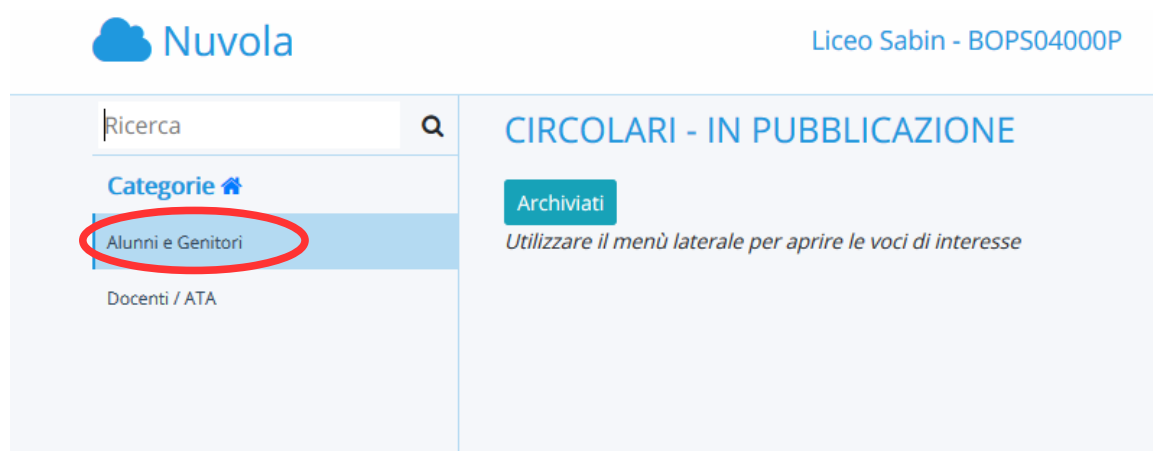 Nuvola
Liceo Sabin - BOPS04000P
Ricerca
Categorie
Alunni e Genitori
Docenti / ATA
CIRCOLARI - IN PUBBLICAZIONE
Archiviati
Utilizzare il menù laterale per aprire le voci di interesse